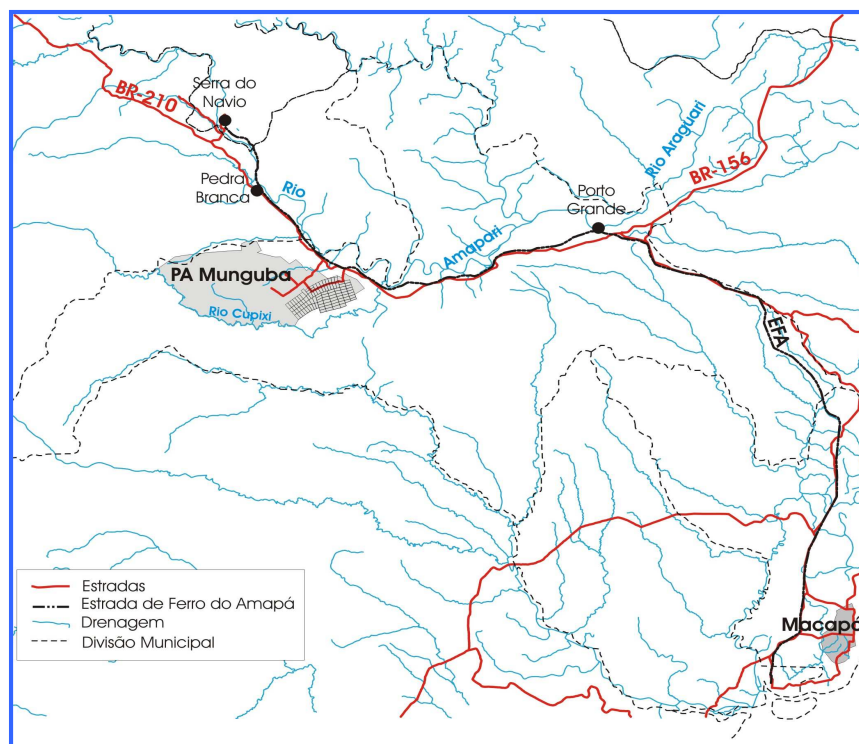 Serra do
Navio
BR-210
Pedra
Branca
Rio
Amapari
Rio Araguari
BR-156
Porto
Grande
PA Munguba
Rio Cupixi
EFA
Macapá
Estradas
Estrada de Ferro do Amapá
Drenagem
Divisão Municipal